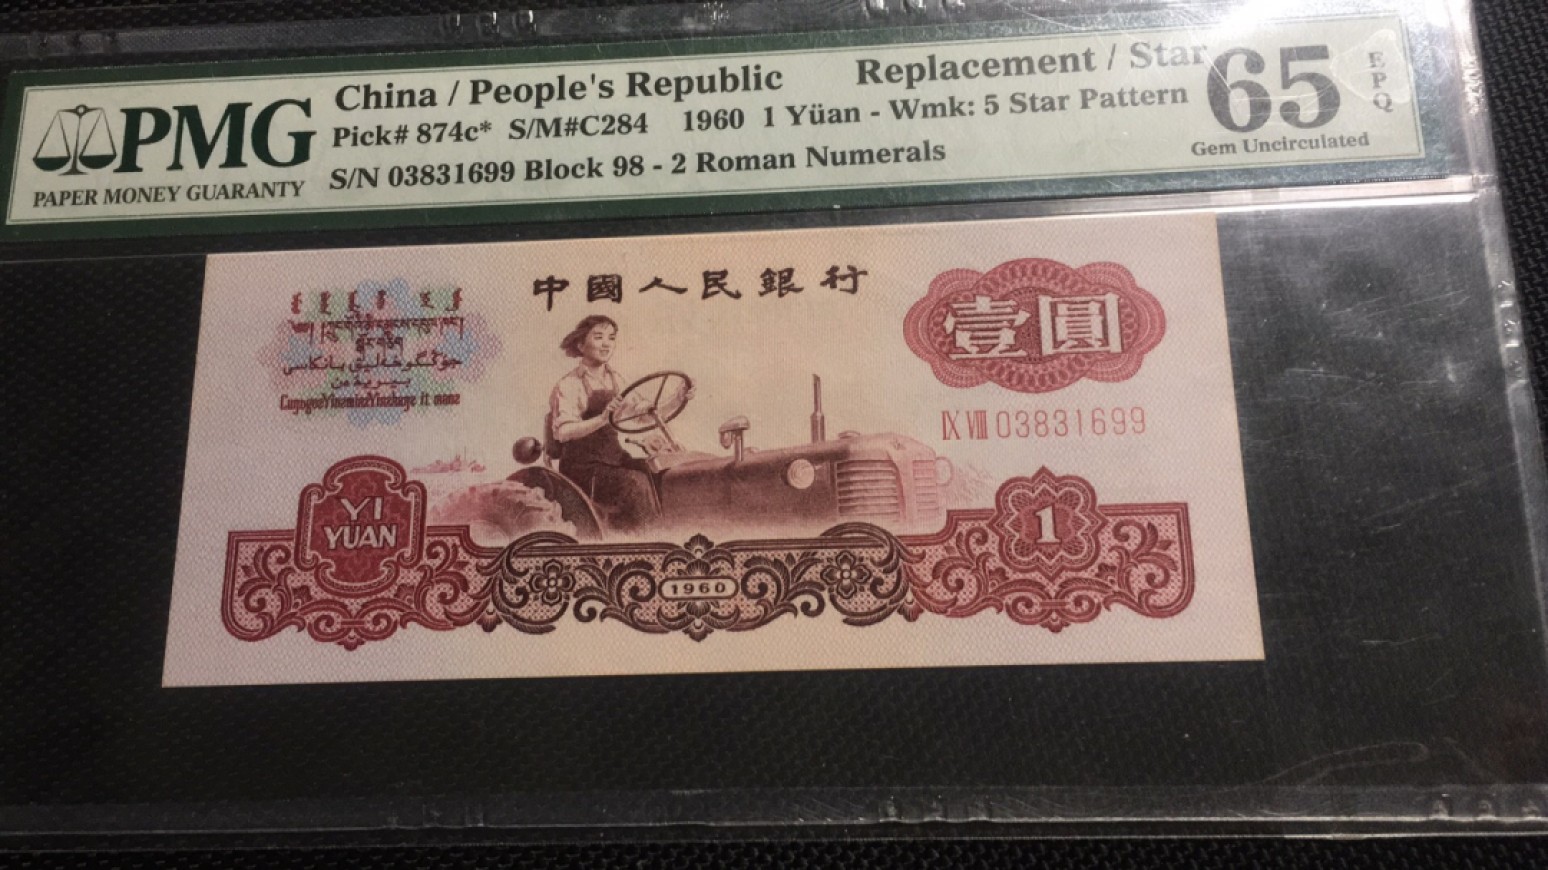 China / People's Republic Replacement / Star
Pick# 874c* S/M#C284 1960 1 Yüan - Wmk: 5 Star Pattern
S/N 03831699 Block 98 - 2 Roman Numerals
PMG
PAPER MONEY GUARANTY
65
EPQ
Gem Uncirculated
中國人民銀行
壹圓
IX VIII 03831699
YI
YÜAN
1
1960